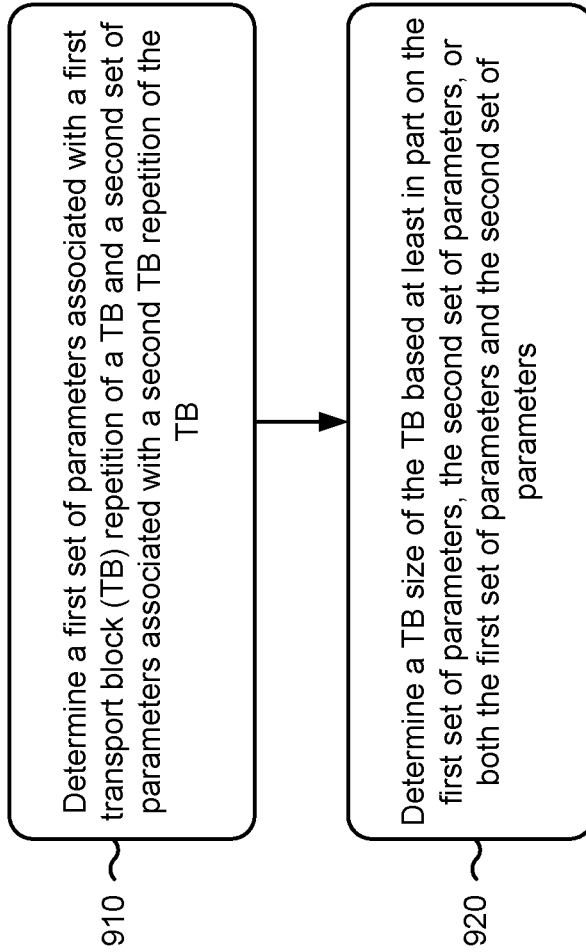 910
Determine a first set of parameters associated with a first
transport block (TB) repetition of a TB and a second set of
parameters associated with a second TB repetition of the
TB
920
Determine a TB size of the TB based at least in part on the
first set of parameters, the second set of parameters, or
both the first set of parameters and the second set of
parameters